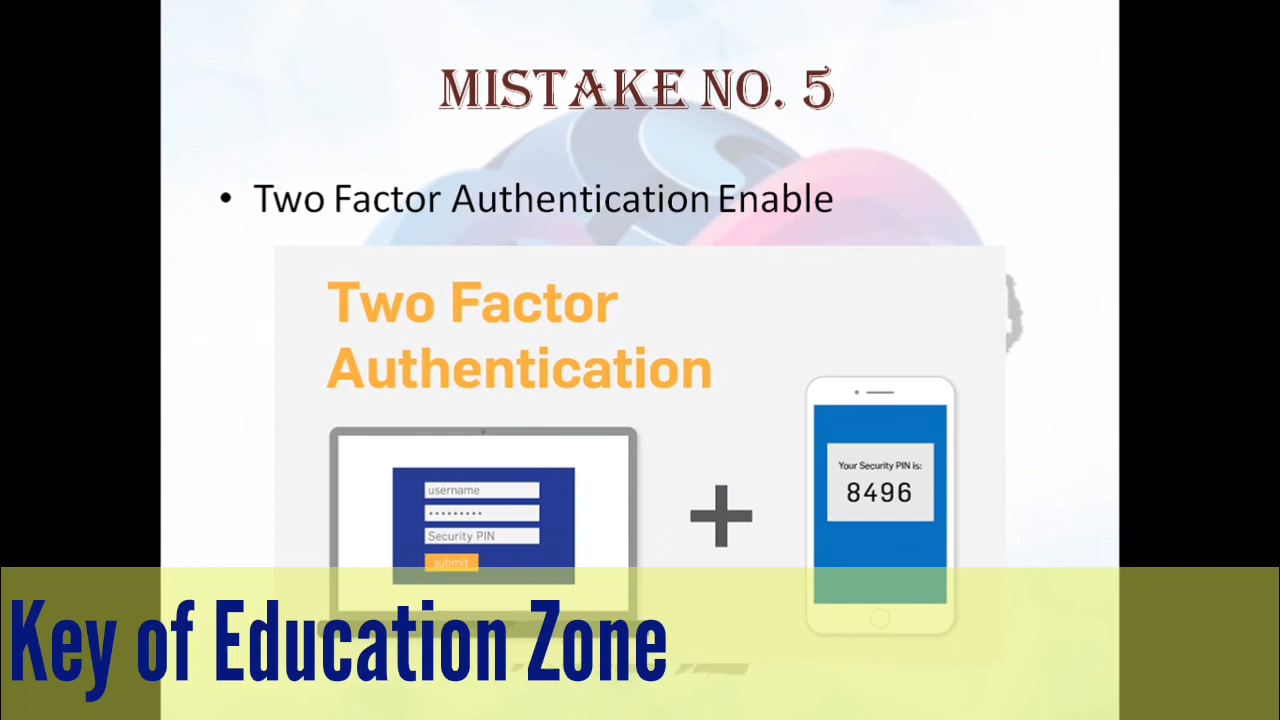 MISTAKE NO. 5
• Two Factor Authentication Enable
Two Factor
Authentication
username
•••••••••
Security PIN
submit
Your Security PIN is:
8496
Key of Education Zone